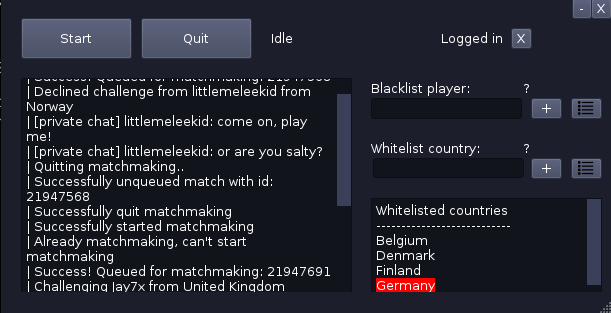 - X
Start Quit Idle Logged in X
| Success! Queued for matchmaking: 21947568
| Declined challenge from littlemeleekid from
Norway
| [private chat] littlemeleekid: come on, play
me!
| [private chat] littlemeleekid: or are you salty?
| Quitting matchmaking..
| Successfully unqueued match with id:
21947568
| Successfully quit matchmaking
| Successfully started matchmaking
| Already matchmaking, can't start
matchmaking
| Success! Queued for matchmaking: 21947691
| Challenging Jay7x from United Kingdom
Blacklist player: ?
+
Whitelist country: ?
+
Whitelisted countries
---------------------------
Belgium
Denmark
Finland
Germany